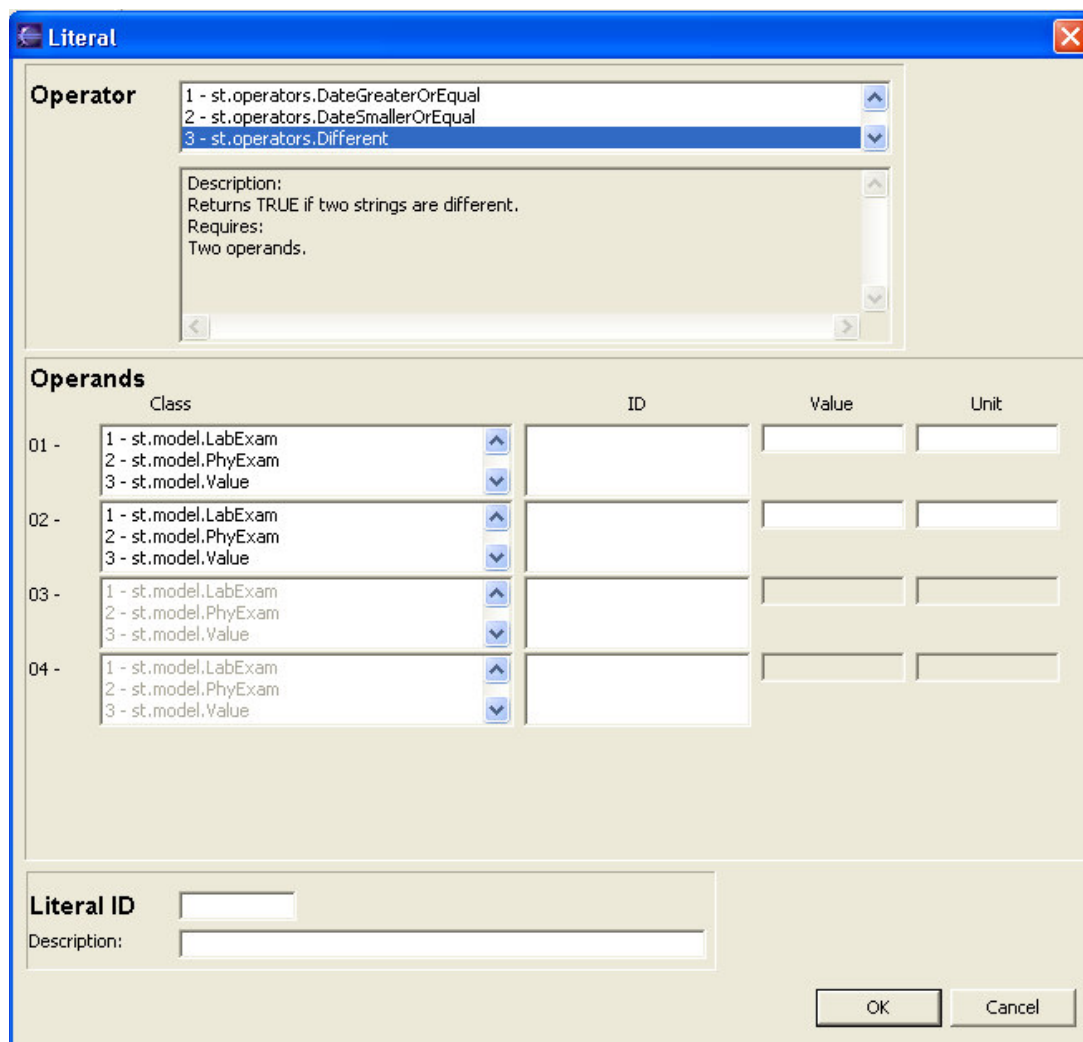 Literal
Operator
1 - st.operators.DateGreaterOrEqual
2 - st.operators.DateSmallerOrEqual
3 - st.operators.Different
Description:
Returns TRUE if two strings are different.
Requires:
Two operands.
Operands
Class ID Value Unit
01 -
1 - st.model.LabExam
2 - st.model.PhyExam
3 - st.model.Value
02 -
1 - st.model.LabExam
2 - st.model.PhyExam
3 - st.model.Value
03 -
1 - st.model.LabExam
2 - st.model.PhyExam
3 - st.model.Value
04 -
1 - st.model.LabExam
2 - st.model.PhyExam
3 - st.model.Value
Literal ID
Description:
OK Cancel